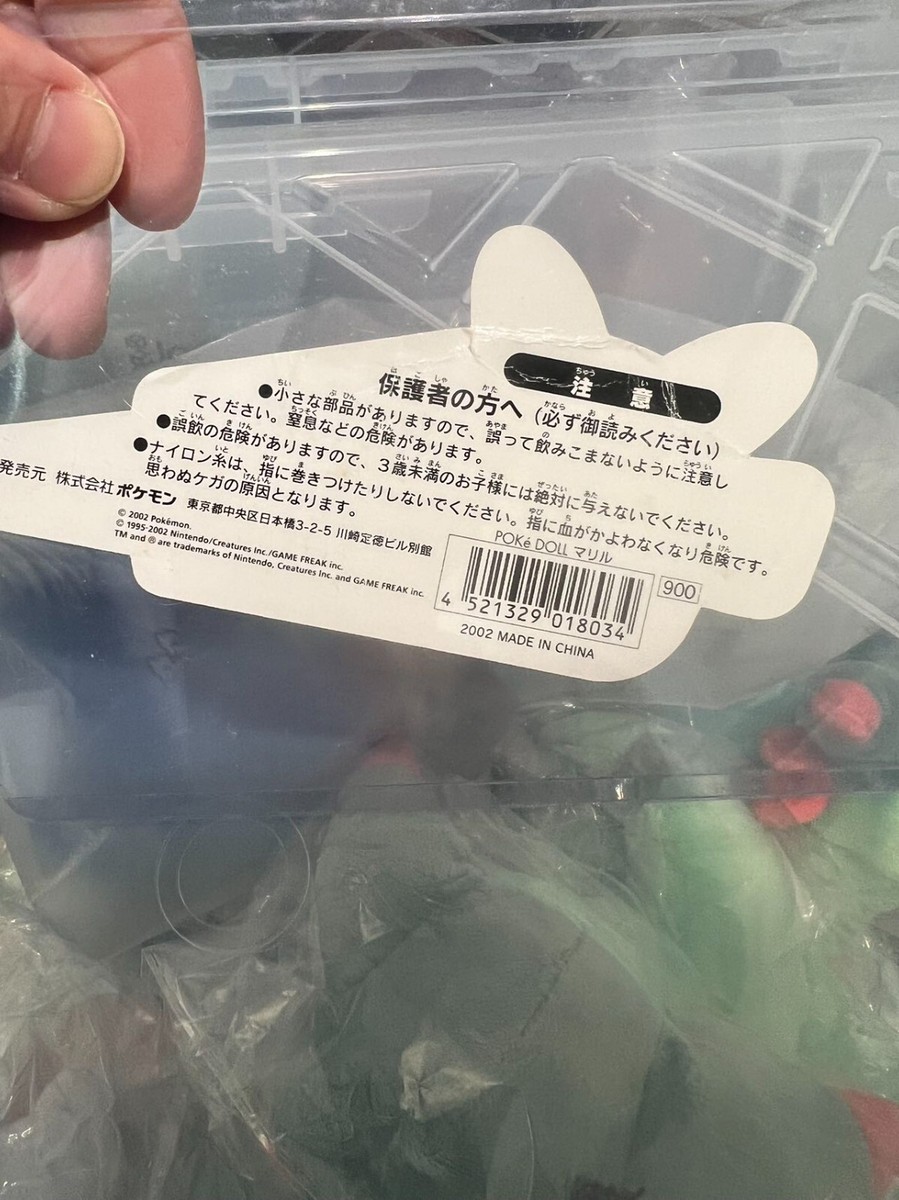 注意
保護者の方へ(必ず御読みください)
●小さな部品がありますので、誤って飲みこまないように注意し
てください。窒息などの危険があります。
●誤飲の危険がありますので、3歳未満のお子様には絶対に与えないでください。
●ナイロン糸は、指に巻きつけたりしないでください。指に血がかよわなくなり危険です。
思わぬケガの原因となります。
発売元 株式会社ポケモン 東京都中央区日本橋3-2-5 川崎定徳ビル別館
© 2002 Pokémon.
© 1995-2002 Nintendo/Creatures Inc./GAME FREAK inc.
TM and ® are trademarks of Nintendo, Creatures Inc. and GAME FREAK inc.
POKé DOLL マリル
4 521329 018034
900
2002 MADE IN CHINA